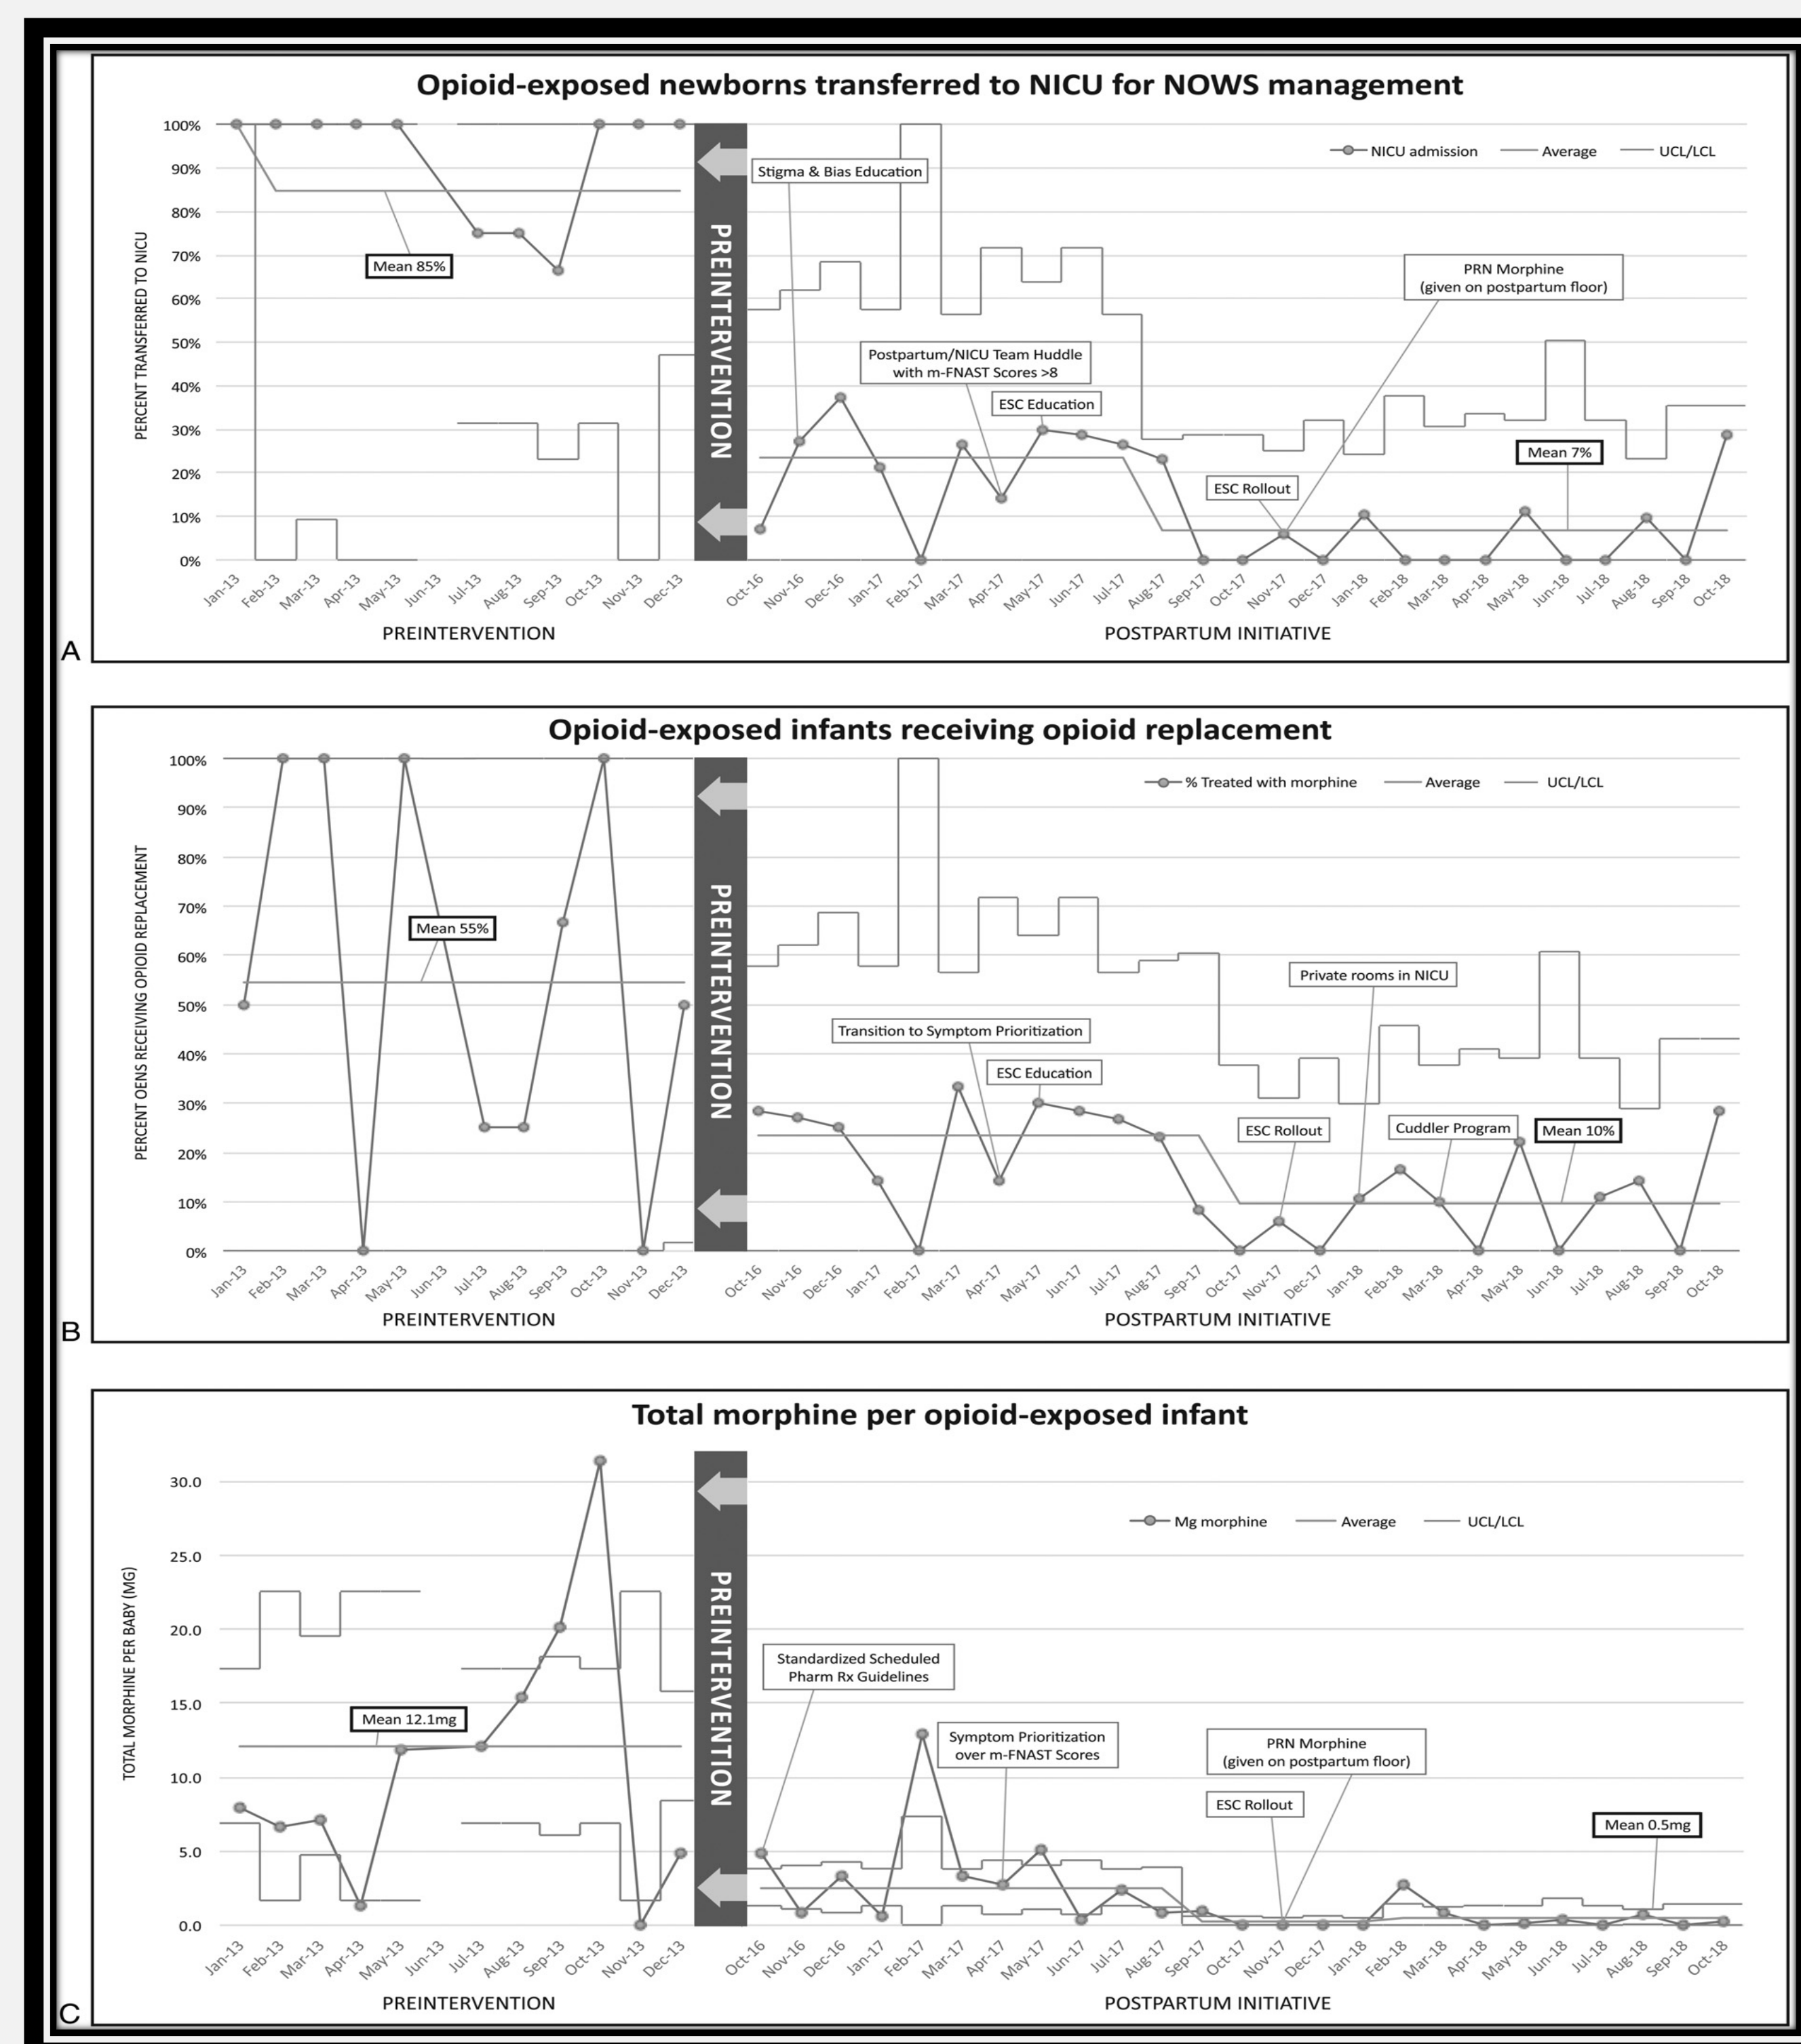 Opioid-exposed newborns transferred to NICU for NOWS management
NICU admission
Average
UCL/LCL
PERCENT TRANSFERRED TO NICU
100%
90%
80%
70%
60%
50%
40%
30%
20%
10%
0%
Mean 85%
PREINTERVENTION
Stigma & Bias Education
Postpartum/NICU Team Huddle
with m-FNAST Scores >8
ESC Education
PRN Morphine
(given on postpartum floor)
ESC Rollout
Mean 7%
Jan-13
Feb-13
Mar-13
Apr-13
May-13
Jun-13
Jul-13
Aug-13
Sep-13
Oct-13
Nov-13
Dec-13
Oct-16
Nov-16
Dec-16
Jan-17
Feb-17
Mar-17
Apr-17
May-17
Jun-17
Jul-17
Aug-17
Sep-17
Oct-17
Nov-17
Dec-17
Jan-18
Feb-18
Mar-18
Apr-18
May-18
Jun-18
Jul-18
Aug-18
Sep-18
Oct-18
PREINTERVENTION
POSTPARTUM INITIATIVE
A
Opioid-exposed infants receiving opioid replacement
% Treated with morphine
Average
UCL/LCL
PERCENT OENS RECEIVING OPIOID REPLACEMENT
100%
90%
80%
70%
60%
50%
40%
30%
20%
10%
0%
Mean 55%
PREINTERVENTION
Transition to Symptom Prioritization
ESC Education
Private rooms in NICU
ESC Rollout
Cuddler Program
Mean 10%
Jan-13
Feb-13
Mar-13
Apr-13
May-13
Jun-13
Jul-13
Aug-13
Sep-13
Oct-13
Nov-13
Dec-13
Oct-16
Nov-16
Dec-16
Jan-17
Feb-17
Mar-17
Apr-17
May-17
Jun-17
Jul-17
Aug-17
Sep-17
Oct-17
Nov-17
Dec-17
Jan-18
Feb-18
Mar-18
Apr-18
May-18
Jun-18
Jul-18
Aug-18
Sep-18
Oct-18
PREINTERVENTION
POSTPARTUM INITIATIVE
B
Total morphine per opioid-exposed infant
Mg morphine
Average
UCL/LCL
TOTAL MORPHINE PER BABY (MG)
30.0
25.0
20.0
15.0
10.0
5.0
0.0
Mean 12.1mg
PREINTERVENTION
Standardized Scheduled
Pharm Rx Guidelines
Symptom Prioritization
over m-FNAST Scores
PRN Morphine
(given on postpartum floor)
ESC Rollout
Mean 0.5mg
Jan-13
Feb-13
Mar-13
Apr-13
May-13
Jun-13
Jul-13
Aug-13
Sep-13
Oct-13
Nov-13
Dec-13
Oct-16
Nov-16
Dec-16
Jan-17
Feb-17
Mar-17
Apr-17
May-17
Jun-17
Jul-17
Aug-17
Sep-17
Oct-17
Nov-17
Dec-17
Jan-18
Feb-18
Mar-18
Apr-18
May-18
Jun-18
Jul-18
Aug-18
Sep-18
Oct-18
PREINTERVENTION
POSTPARTUM INITIATIVE
C